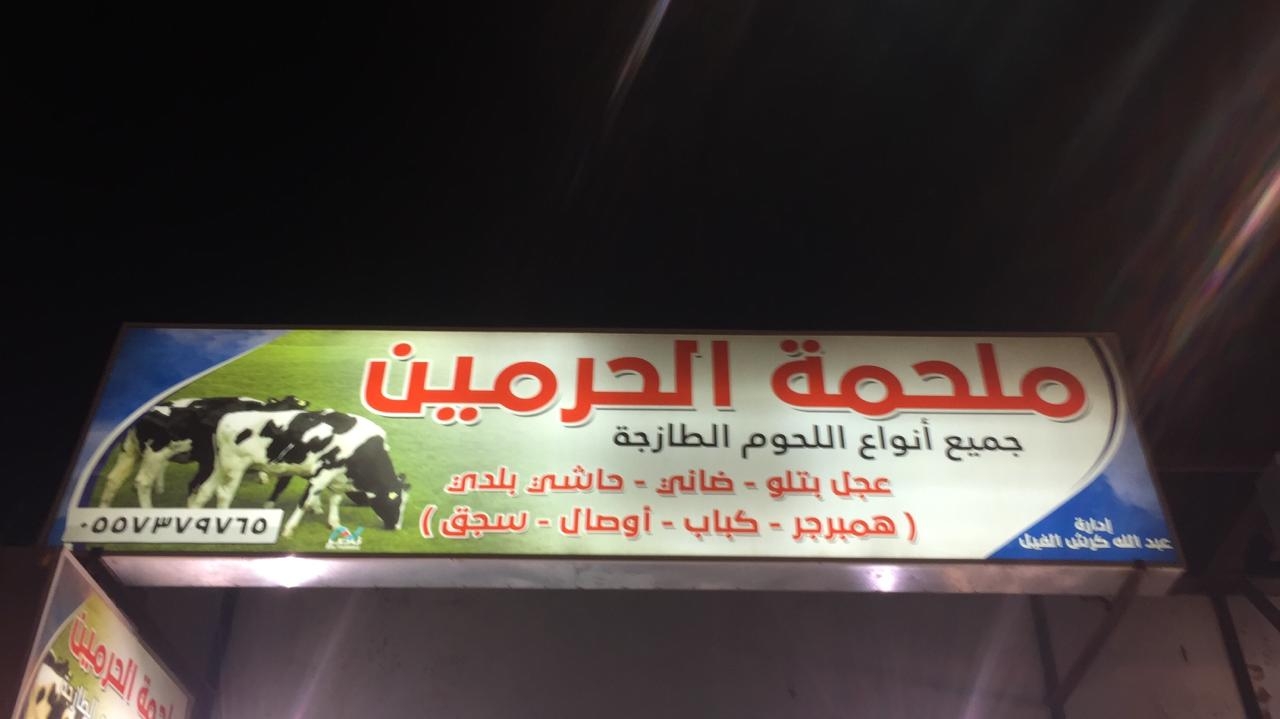 ملحمة الحرمين
جميع أنواع اللحوم الطازجة
عجل بتلو - ضاني - حاشي بلدي
( همبرجر - كباب - أوصال - سجق )
إدارة
عبد الله كرش الفيل
٠٥٥٧٣٧٩٧٦٥
ملحمة الحرمين